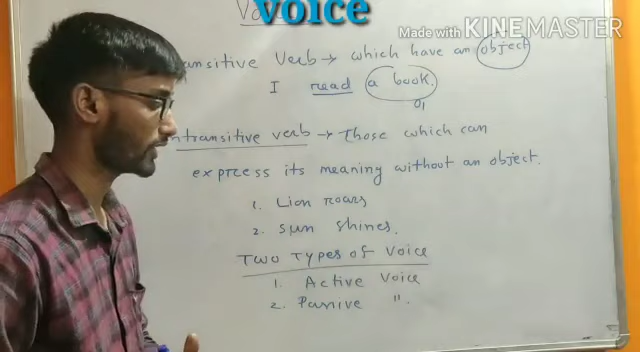 voice
Made with KINEMASTER
ansitive Verb → which have an object
I read a book.
O1
ntransitive verb → Those which can
express its meaning without an object.
1. Lion roars
2. Sun shines.
Two Types of Voice
1. Active Voice
2. Passive ".